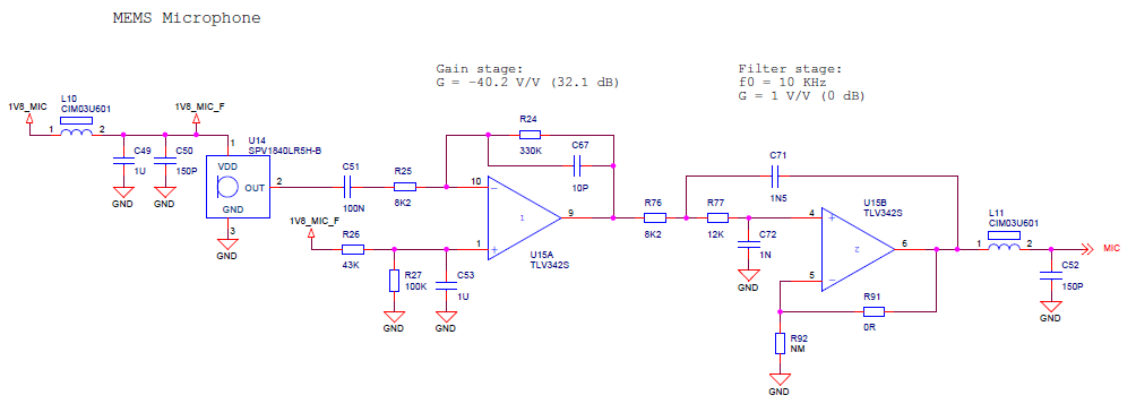 MEMS Microphone
Gain stage:
G = -40.2 V/V (32.1 dB)
Filter stage:
f0 = 10 KHz
G = 1 V/V (0 dB)
1V8_MIC
L10
CIM03U601
1
2
1V8_MIC_F
C49
1U
C50
150P
GND
GND
U14
SPV1840LR5H-B
1
VDD
OUT
2
GND
3
GND
C51
100N
R25
8K2
R24
330K
C67
10P
10
9
1
1
U15A
TLV342S
1V8_MIC_F
R26
43K
R27
100K
C53
1U
GND
GND
R76
8K2
R77
12K
C71
1N5
C72
1N
GND
U15B
TLV342S
4
5
6
2
R91
0R
R92
NM
GND
L11
CIM03U601
1
2
C52
150P
GND
MIC